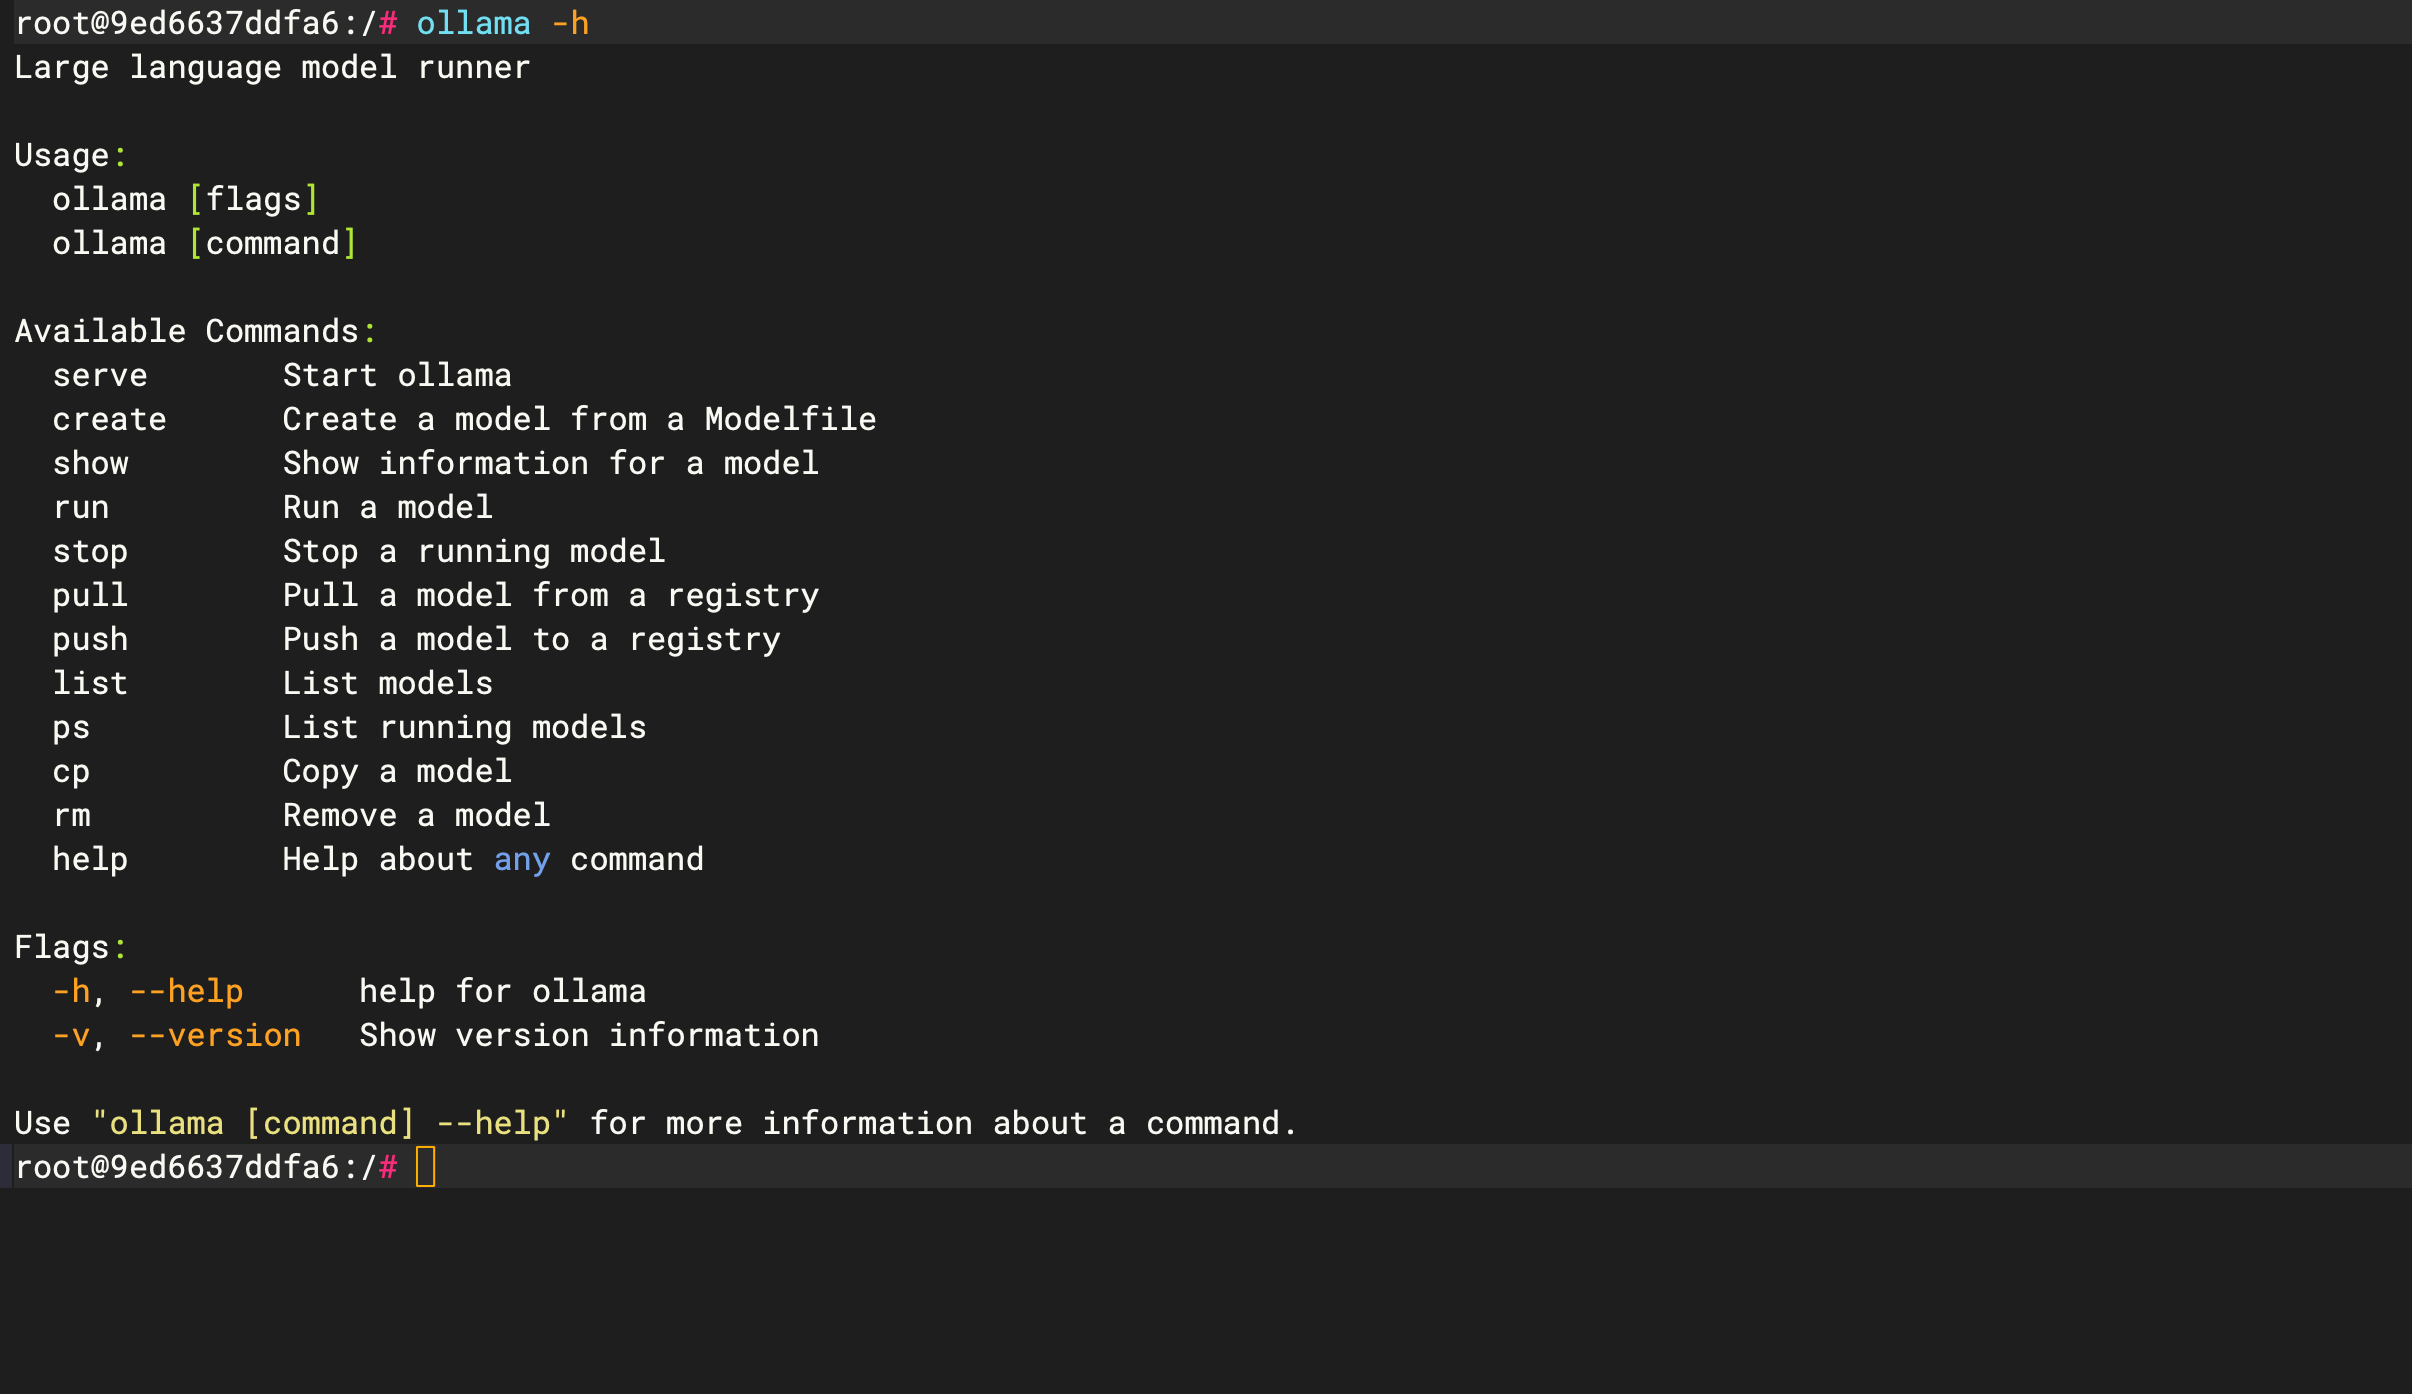 root@9ed6637ddfa6:/# ollama -h
Large language model runner

Usage:
  ollama [flags]
  ollama [command]

Available Commands:
  serve       Start ollama
  create      Create a model from a Modelfile
  show        Show information for a model
  run         Run a model
  stop        Stop a running model
  pull        Pull a model from a registry
  push        Push a model to a registry
  list        List models
  ps          List running models
  cp          Copy a model
  rm          Remove a model
  help        Help about any command

Flags:
  -h, --help      help for ollama
  -v, --version   Show version information

Use "ollama [command] --help" for more information about a command.
root@9ed6637ddfa6:/#